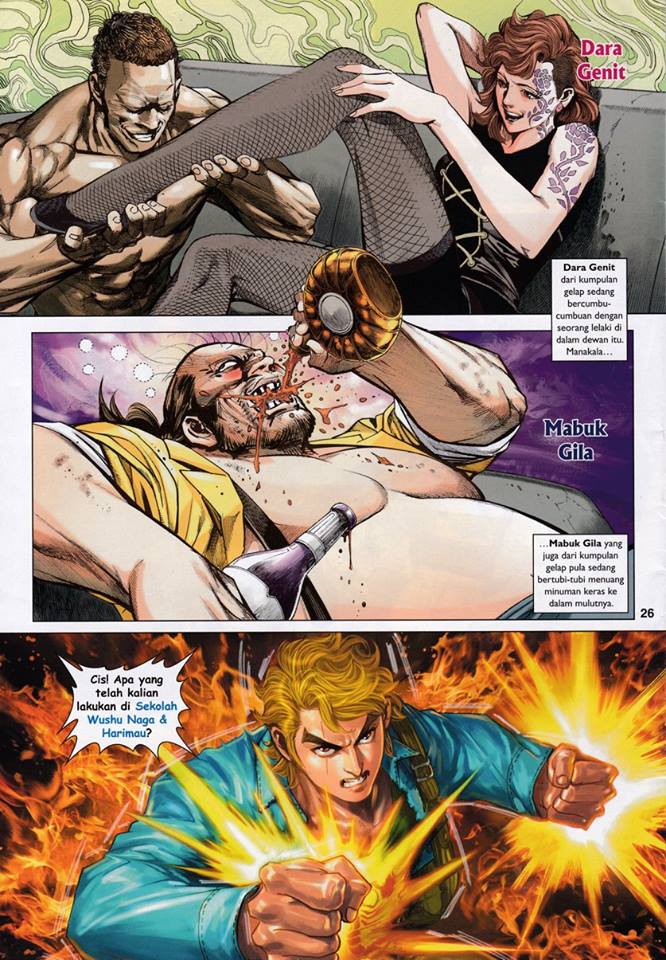 Dara
Genit
Dara Genit
dari kumpulan
gelap sedang
bercumbu-
cumbuan dengan
seorang lelaki di
dalam dewan itu.
Manakala...
Mabuk
Gila
...Mabuk Gila yang
juga dari kumpulan
gelap pula sedang
bertubi-tubi menuang
minuman keras ke
dalam mulutnya.
26
Cis! Apa yang
telah kalian
lakukan di Sekolah
Wushu Naga &
Harimau?